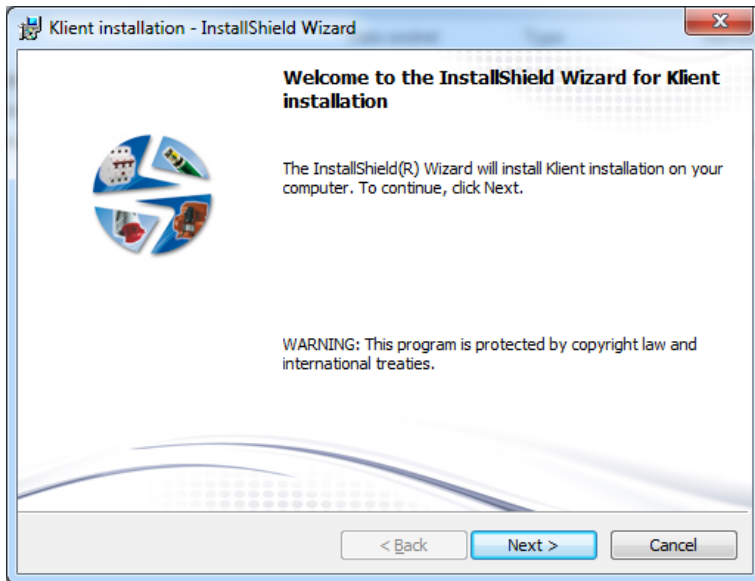 Klient installation - InstallShield Wizard
Welcome to the InstallShield Wizard for Klient
installation
The InstallShield(R) Wizard will install Klient installation on your
computer. To continue, click Next.
WARNING: This program is protected by copyright law and
international treaties.
< Back
Next >
Cancel